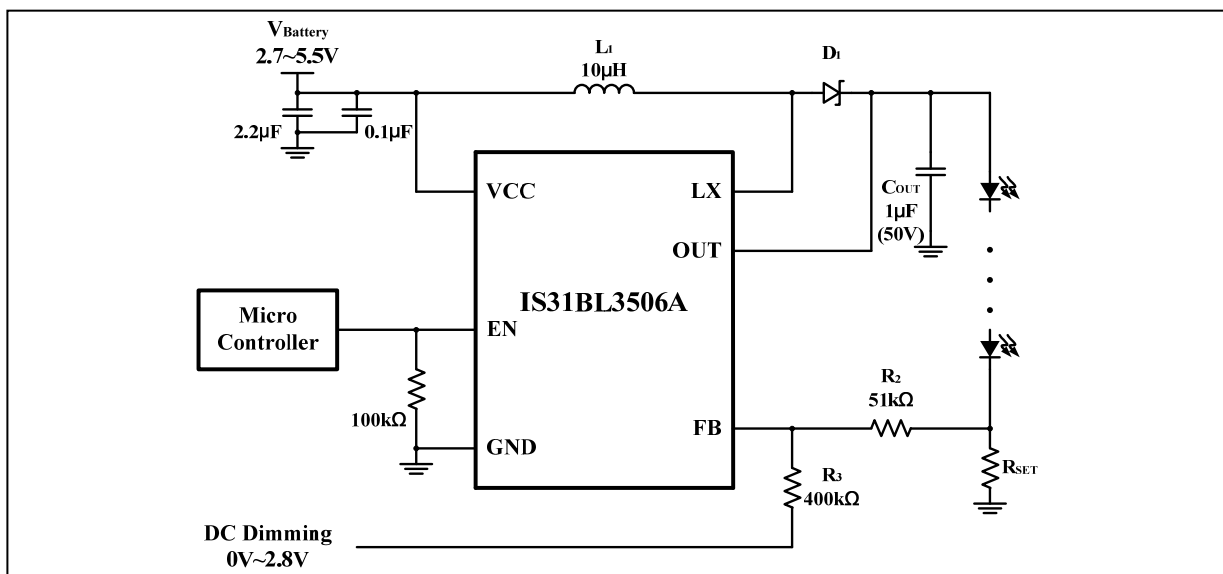 VBattery
2.7~5.5V
2.2μF
0.1μF
L1
10μH
D1
VCC
LX
COUT
1μF
(50V)
OUT
IS31BL3506A
Micro
Controller
EN
100kΩ
GND
FB
R2
51kΩ
RSET
R3
400kΩ
DC Dimming
0V~2.8V